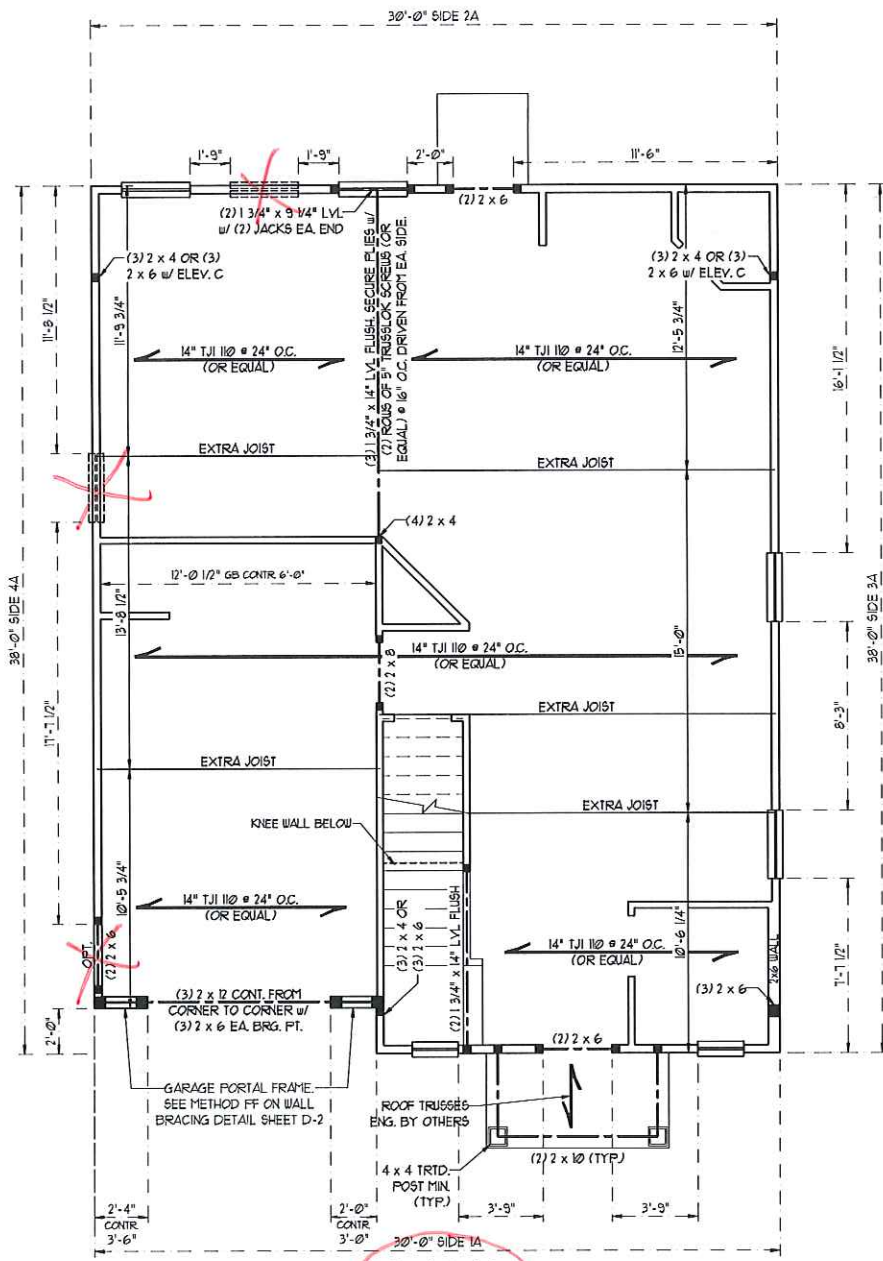 30'-0" SIDE 2A
1'-9"
1'-9"
2'-0"
11'-6"
(2) 1 3/4" x 9 1/4" LVL
w/ (2) JACKS EA. END
(2) 2 x 6
(3) 2 x 4 OR (3)
2 x 6 w/ ELEV. C
(3) 2 x 4 OR (3)
2 x 6 w/ ELEV. C
(3) 1 3/4" x 14" LVL FLUSH. SECURE PLIES w/
(2) ROWS OF 5" TRUSSLOK SCREWS (OR
EQUAL) @ 16" O.C. DRIVEN FROM EA. SIDE.
11'-8 1/2"
11'-9 3/4"
12'-5 3/4"
16'-1 1/2"
14" TJI 110 @ 24" O.C.
(OR EQUAL)
14" TJI 110 @ 24" O.C.
(OR EQUAL)
EXTRA JOIST
EXTRA JOIST
(4) 2 x 4
12'-0 1/2" GB CONTR. 6'-0"
38'-0" SIDE 4A
13'-8 1/2"
15'-0"
38'-0" SIDE 3A
14" TJI 110 @ 24" O.C.
(OR EQUAL)
(2) 2 x 8
17'-7 1/2"
8'-3"
EXTRA JOIST
EXTRA JOIST
EXTRA JOIST
KNEE WALL BELOW
10'-5 3/4"
10'-6 1/4"
14" TJI 110 @ 24" O.C.
(OR EQUAL)
(3) 2 x 4 OR
(3) 2 x 6
(2) 1 3/4" x 14" LVL FLUSH
14" TJI 110 @ 24" O.C.
(OR EQUAL)
2x6 WALL
7'-7 1/2"
OPT.
(2) 2 x 6
(3) 2 x 12 CONT. FROM
CORNER TO CORNER w/
(3) 2 x 6 EA. BRG. PT.
(3) 2 x 6
2'-0"
(2) 2 x 6
GARAGE PORTAL FRAME.
SEE METHOD PF ON WALL
BRACING DETAIL SHEET D-2
ROOF TRUSSES
ENG. BY OTHERS
(2) 2 x 10 (TYP.)
4 x 4 TRTD.
POST MIN.
(TYP.)
2'-4"
CONTR.
3'-6"
2'-0"
CONTR.
3'-0"
3'-9"
3'-9"
30'-0" SIDE 1A